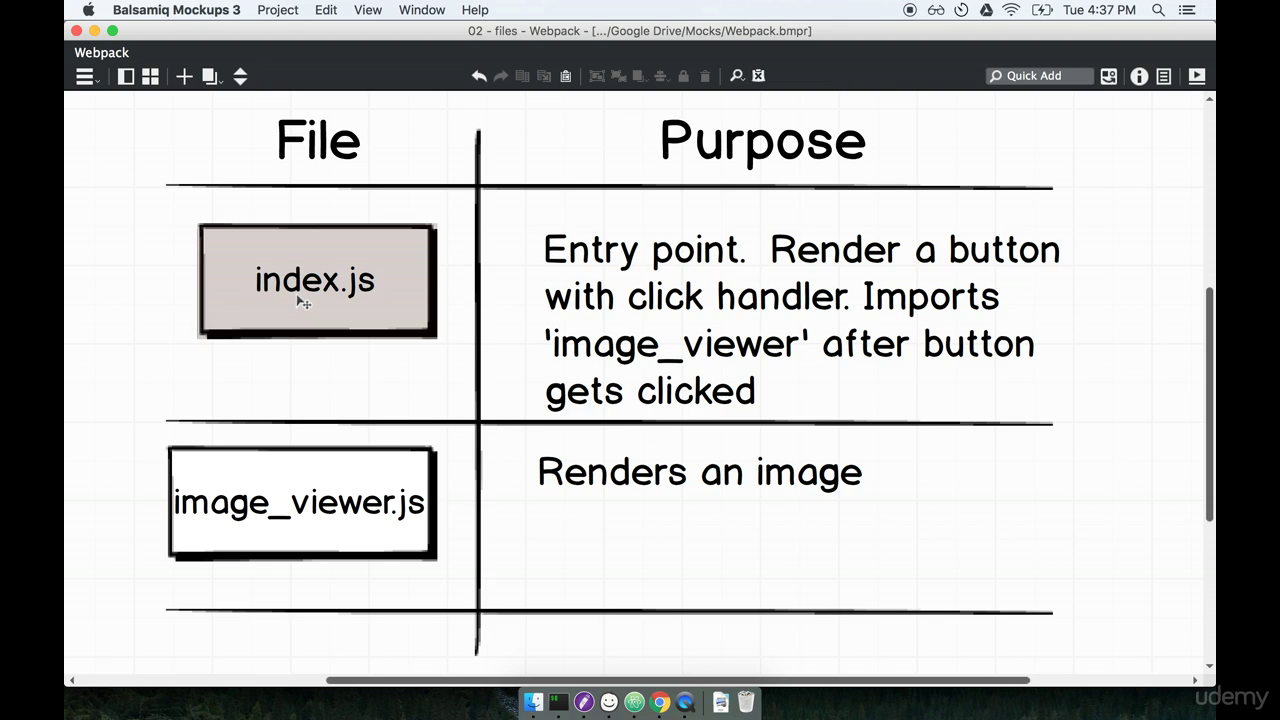 Balsamiq Mockups 3 Project Edit View Window Help Tue 4:37 PM
02 - files - Webpack - [.../Google Drive/Mocks/Webpack.bmpr]
Webpack
Quick Add
File Purpose
index.js
Entry point. Render a button
with click handler. Imports
'image_viewer' after button
gets clicked
image_viewer.js
Renders an image
udemy